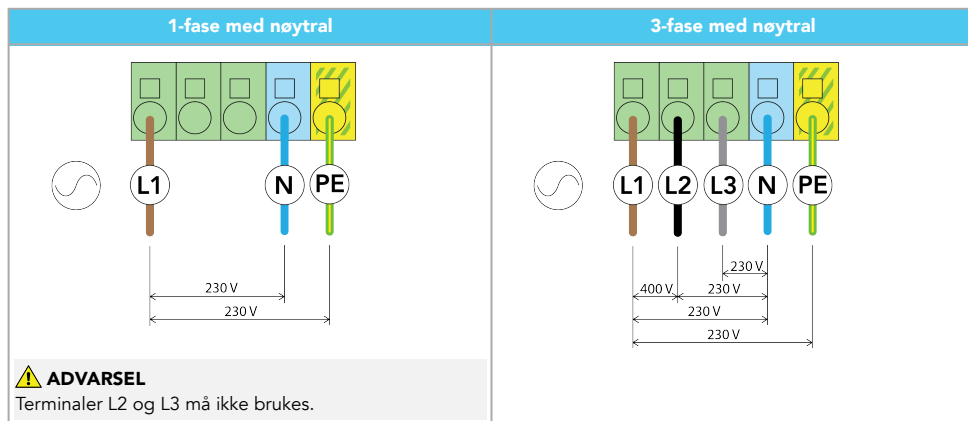 1-fase med nøytral
L1 N PE
230 V
230 V
ADVARSEL
Terminaler L2 og L3 må ikke brukes.
3-fase med nøytral
L1 L2 L3 N PE
230 V
400 V 230 V
230 V
230 V